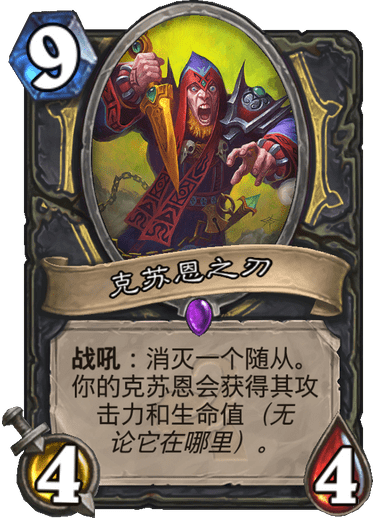 9
克苏恩之刃
战吼：消灭一个随从。
你的克苏恩会获得其攻
击力和生命值（无
论它在哪里）。
4
4